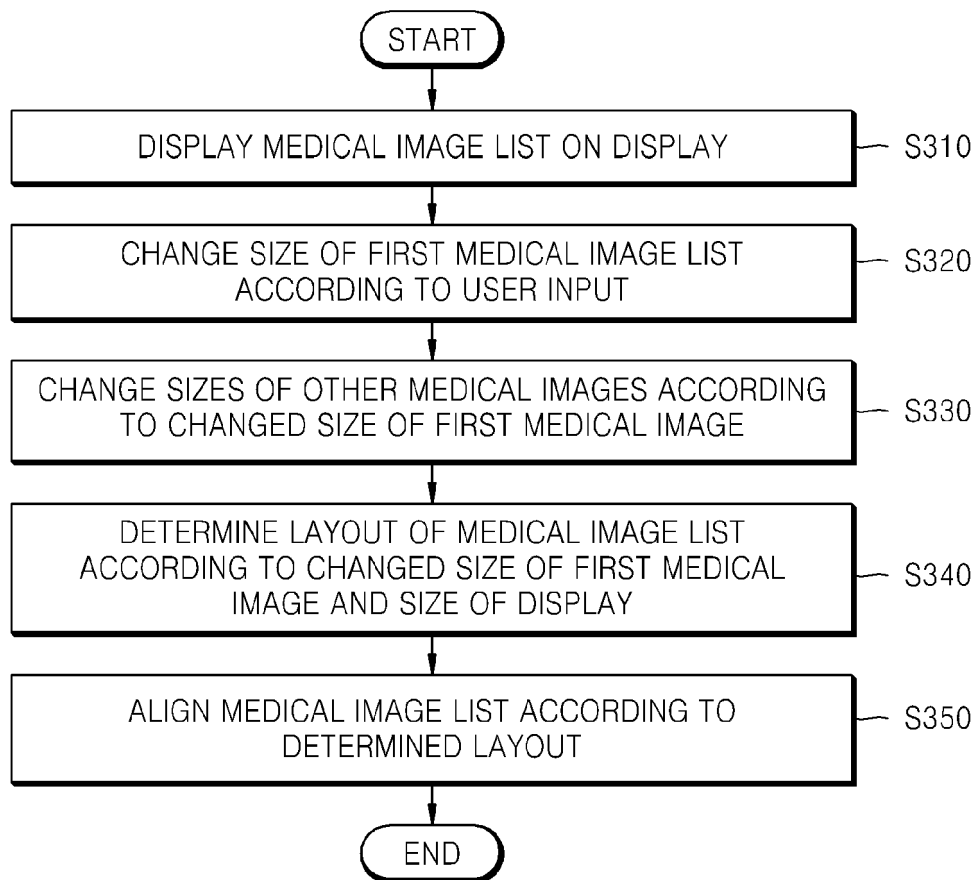 START
DISPLAY MEDICAL IMAGE LIST ON DISPLAY
S310
CHANGE SIZE OF FIRST MEDICAL IMAGE LIST
ACCORDING TO USER INPUT
S320
CHANGE SIZES OF OTHER MEDICAL IMAGES ACCORDING
TO CHANGED SIZE OF FIRST MEDICAL IMAGE
S330
DETERMINE LAYOUT OF MEDICAL IMAGE LIST
ACCORDING TO CHANGED SIZE OF FIRST MEDICAL
IMAGE AND SIZE OF DISPLAY
S340
ALIGN MEDICAL IMAGE LIST ACCORDING TO
DETERMINED LAYOUT
S350
END